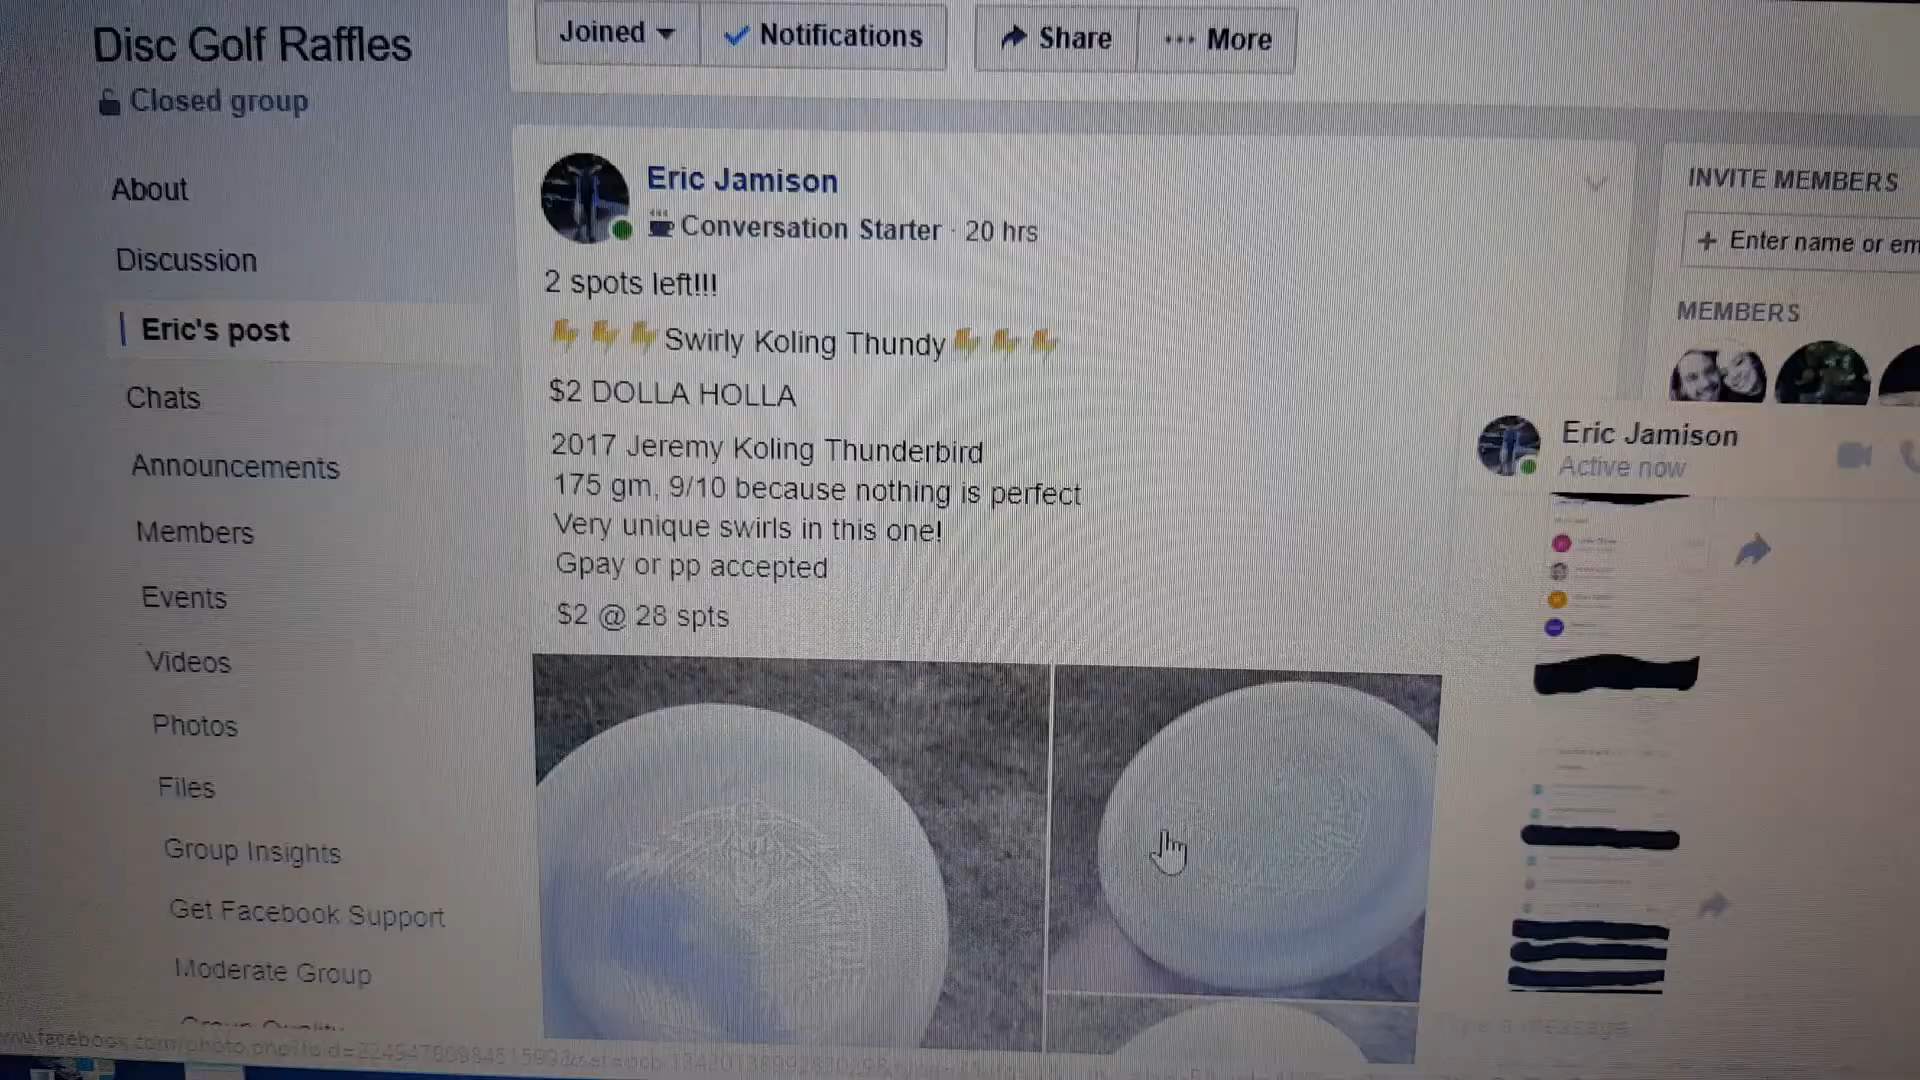 Disc Golf Raffles
Closed group
About
Discussion
Eric's post
Chats
Announcements
Members
Events
Videos
Photos
Files
Group Insights
Get Facebook Support
Moderate Group
Joined
Notifications
Share
More
Eric Jamison
Conversation Starter · 20 hrs
2 spots left!!!
⚡⚡⚡Swirly Koling Thundy⚡⚡⚡
$2 DOLLA HOLLA
2017 Jeremy Koling Thunderbird
175 gm, 9/10 because nothing is perfect
Very unique swirls in this one!
Gpay or pp accepted
$2 @ 28 spts
INVITE MEMBERS
+ Enter name or em
MEMBERS
Eric Jamison
Active now
Type a message